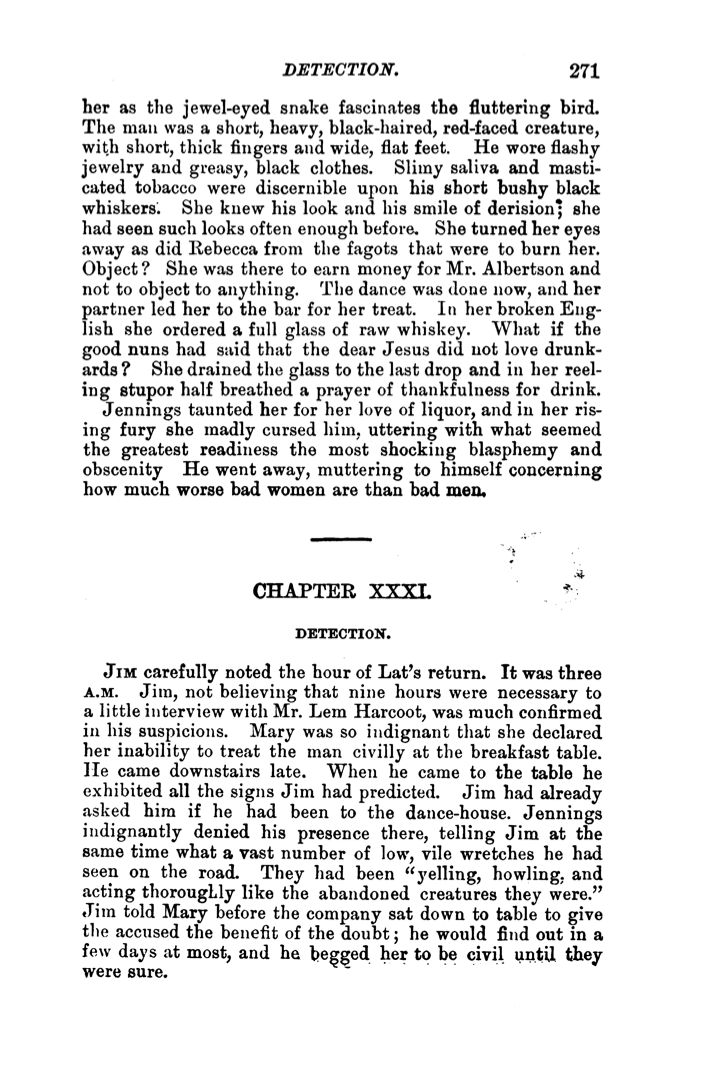 DETECTION. 271
her as the jewel-eyed snake fascinates the fluttering bird.
The man was a short, heavy, black-haired, red-faced creature,
with short, thick fingers and wide, flat feet. He wore flashy
jewelry and greasy, black clothes. Slimy saliva and masti-
cated tobacco were discernible upon his short bushy black
whiskers. She knew his look and his smile of derision; she
had seen such looks often enough before. She turned her eyes
away as did Rebecca from the fagots that were to burn her.
Object? She was there to earn money for Mr. Albertson and
not to object to anything. The dance was done now, and her
partner led her to the bar for her treat. In her broken Eng-
lish she ordered a full glass of raw whiskey. What if the
good nuns had said that the dear Jesus did not love drunk-
ards? She drained the glass to the last drop and in her reel-
ing stupor half breathed a prayer of thankfulness for drink.
Jennings taunted her for her love of liquor, and in her ris-
ing fury she madly cursed him, uttering with what seemed
the greatest readiness the most shocking blasphemy and
obscenity He went away, muttering to himself concerning
how much worse bad women are than bad men.
CHAPTER XXXI.
DETECTION.
JIM carefully noted the hour of Lat's return. It was three
A.M. Jim, not believing that nine hours were necessary to
a little interview with Mr. Lem Harcoot, was much confirmed
in his suspicions. Mary was so indignant that she declared
her inability to treat the man civilly at the breakfast table.
He came downstairs late. When he came to the table he
exhibited all the signs Jim had predicted. Jim had already
asked him if he had been to the dance-house. Jennings
indignantly denied his presence there, telling Jim at the
same time what a vast number of low, vile wretches he had
seen on the road. They had been "yelling, howling, and
acting thoroughly like the abandoned creatures they were."
Jim told Mary before the company sat down to table to give
the accused the benefit of the doubt; he would find out in a
few days at most, and he begged her to be civil until they
were sure.